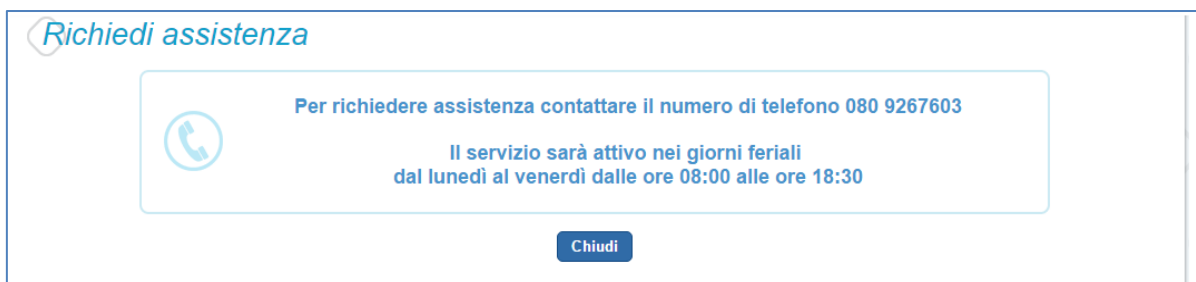 Richiedi assistenza
Per richiedere assistenza contattare il numero di telefono 080 9267603
Il servizio sarà attivo nei giorni feriali
dal lunedì al venerdì dalle ore 08:00 alle ore 18:30
Chiudi